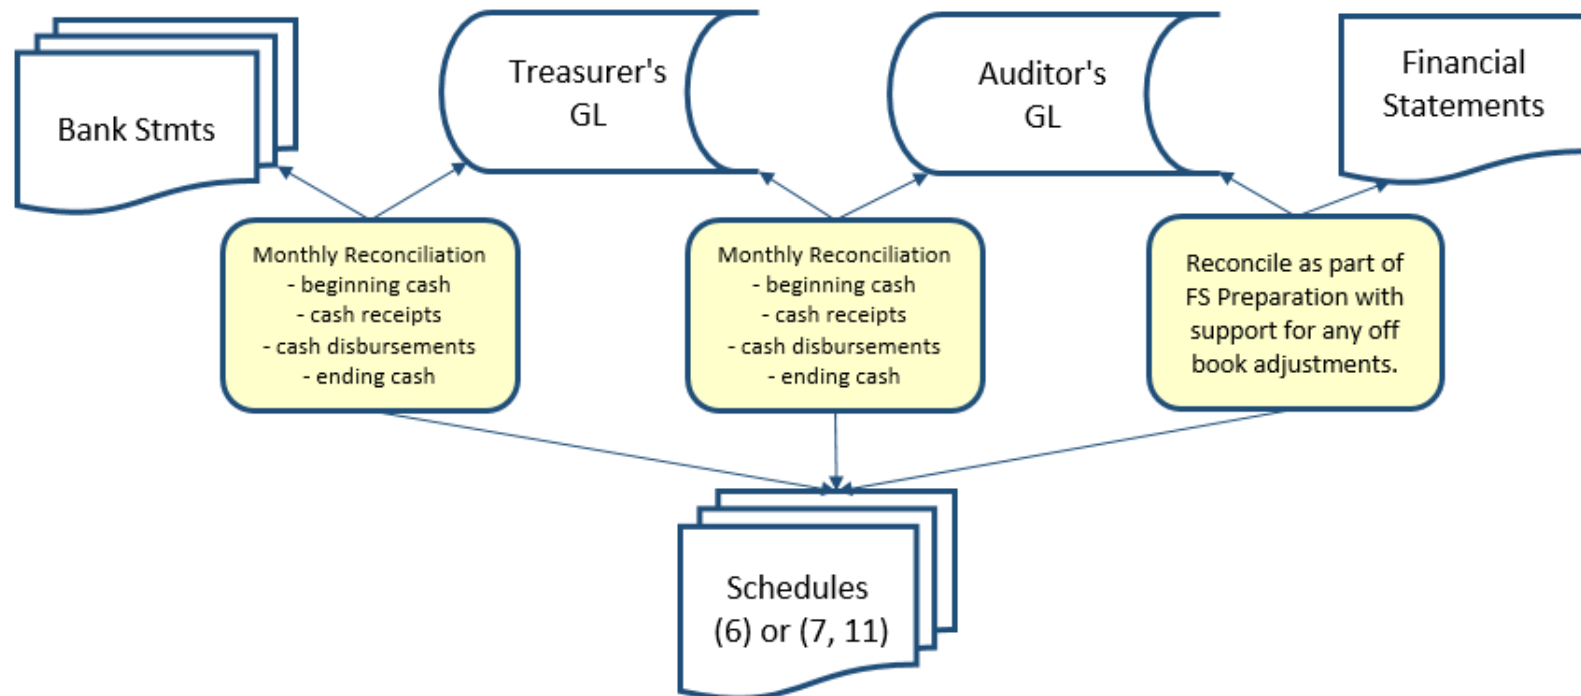 Bank Stmts
Treasurer's
GL
Auditor's
GL
Financial
Statements
Monthly Reconciliation
- beginning cash
- cash receipts
- cash disbursements
- ending cash
Monthly Reconciliation
- beginning cash
- cash receipts
- cash disbursements
- ending cash
Reconcile as part of
FS Preparation with
support for any off
book adjustments.
Schedules
(6) or (7, 11)